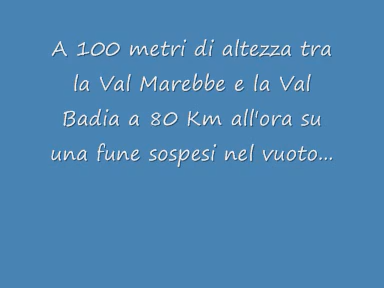 A 100 metri di altezza tra
la Val Marebbe e la Val
Badia a 80 Km all'ora su
una fune sospesi nel vuoto...